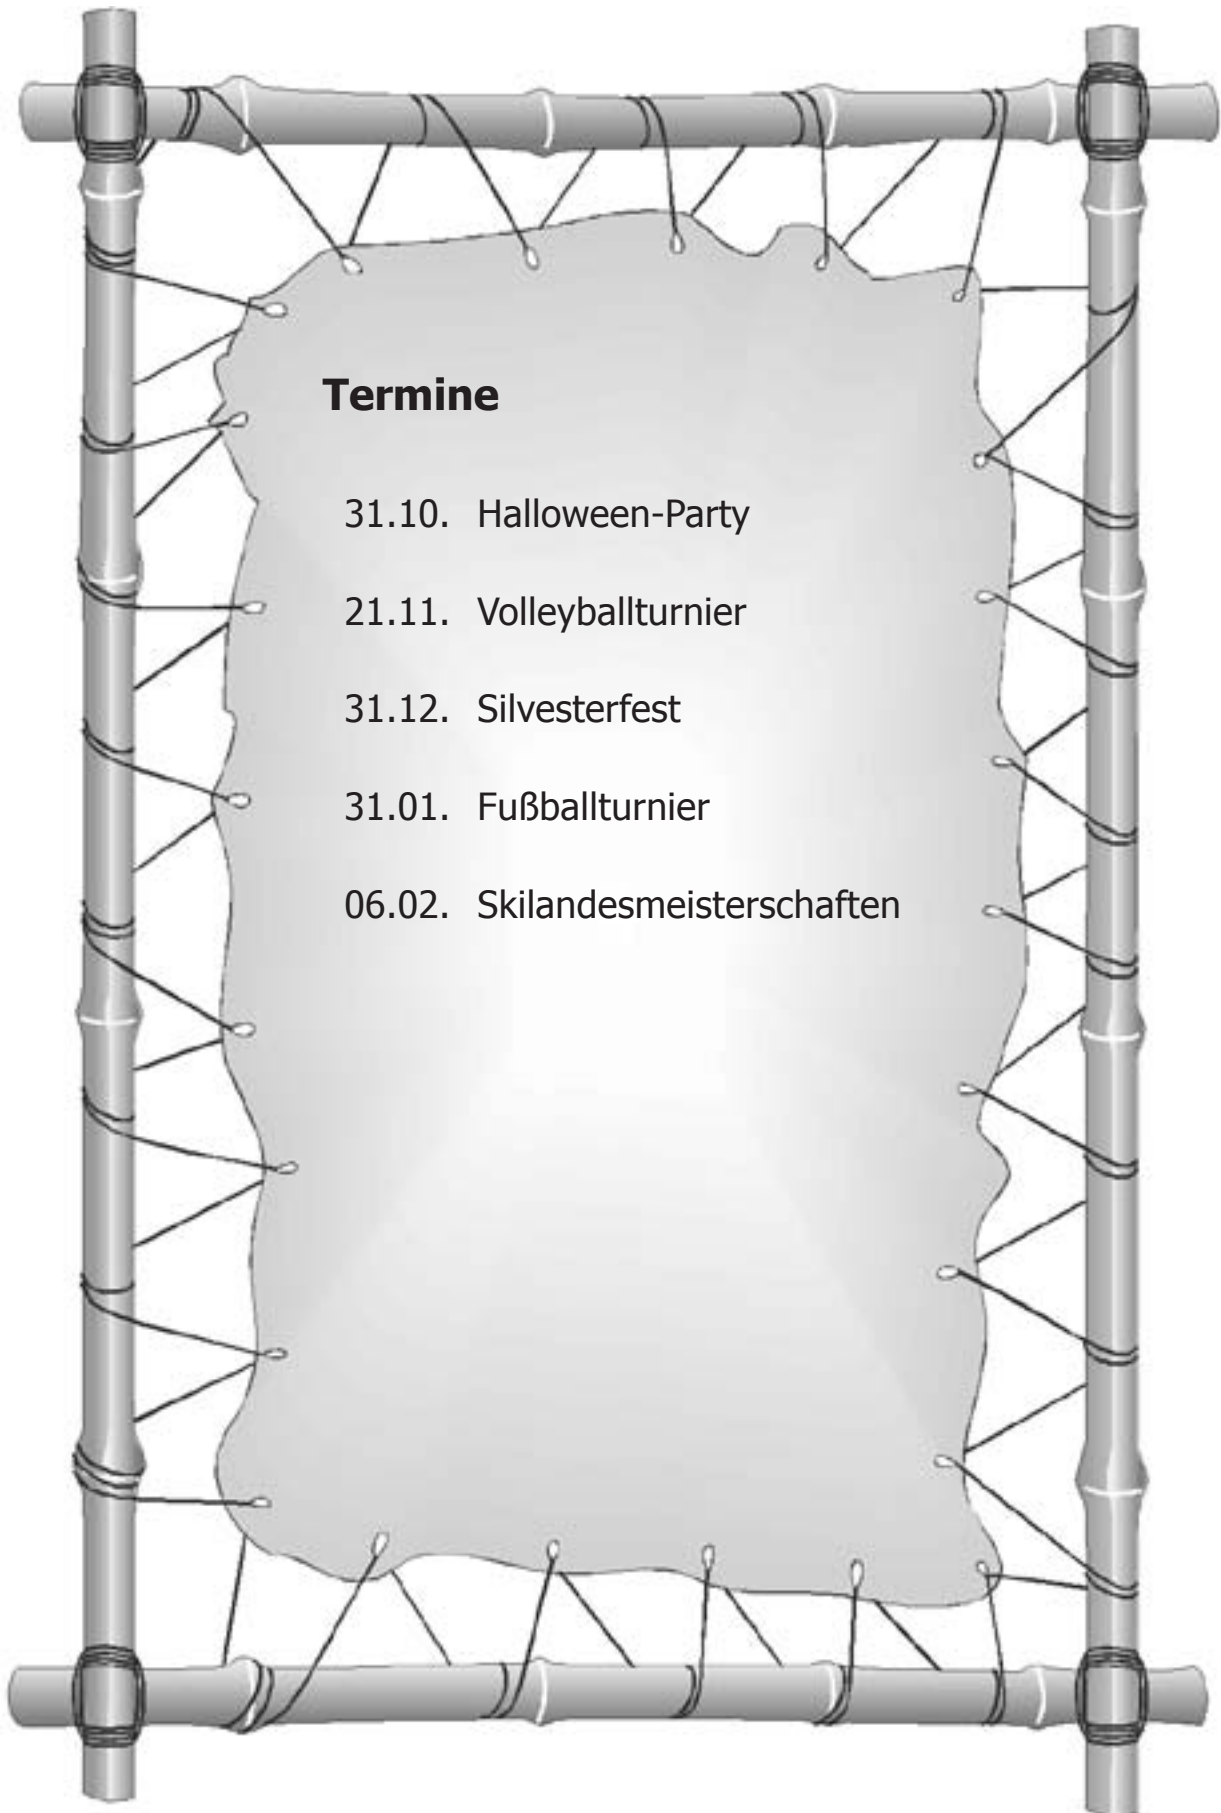 Termine
31.10. Halloween-Party
21.11. Volleyballturnier
31.12. Silvesterfest
31.01. Fußballturnier
06.02. Skilandesmeisterschaften